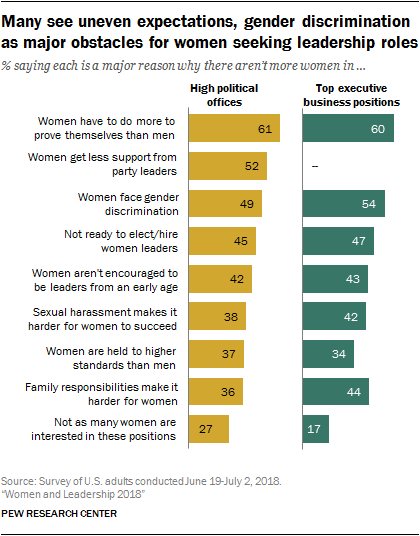 Many see uneven expectations, gender discrimination
as major obstacles for women seeking leadership roles
% saying each is a major reason why there aren't more women in ...
High political
offices
Top executive
business positions
Women have to do more to
prove themselves than men
61
60
Women get less support from
party leaders
52
--
Women face gender
discrimination
49
54
Not ready to elect/hire
women leaders
45
47
Women aren't encouraged to
be leaders from an early age
42
43
Sexual harassment makes it
harder for women to succeed
38
42
Women are held to higher
standards than men
37
34
Family responsibilities make it
harder for women
36
44
Not as many women are
interested in these positions
27
17
Source: Survey of U.S. adults conducted June 19-July 2, 2018.
"Women and Leadership 2018"
PEW RESEARCH CENTER